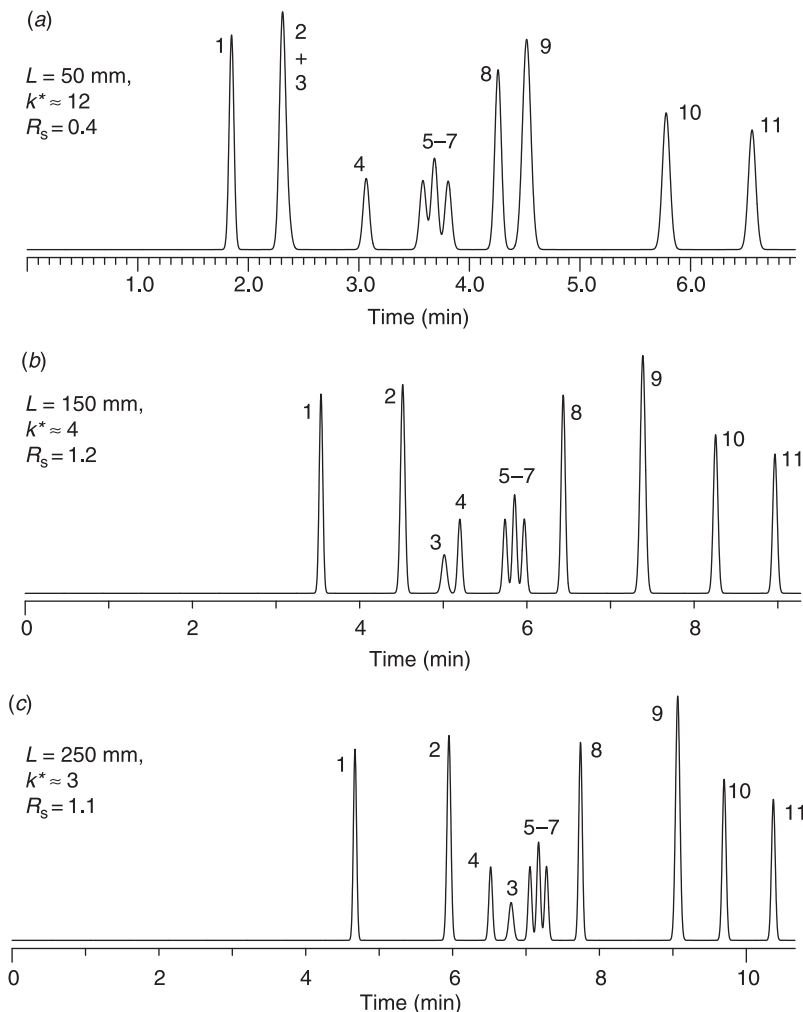 (a)
L = 50 mm,
k* ≈ 12
Rs = 0.4
1
2
+
3
4
5–7
8
9
10
11
1.0 2.0 3.0 4.0 5.0 6.0
Time (min)
(b)
L = 150 mm,
k* ≈ 4
Rs = 1.2
1
2
3
4
5–7
8
9
10
11
0 2 4 6 8
Time (min)
(c)
L = 250 mm,
k* ≈ 3
Rs = 1.1
1
2
4
3
5–7
8
9
10
11
0 2 4 6 8 10
Time (min)